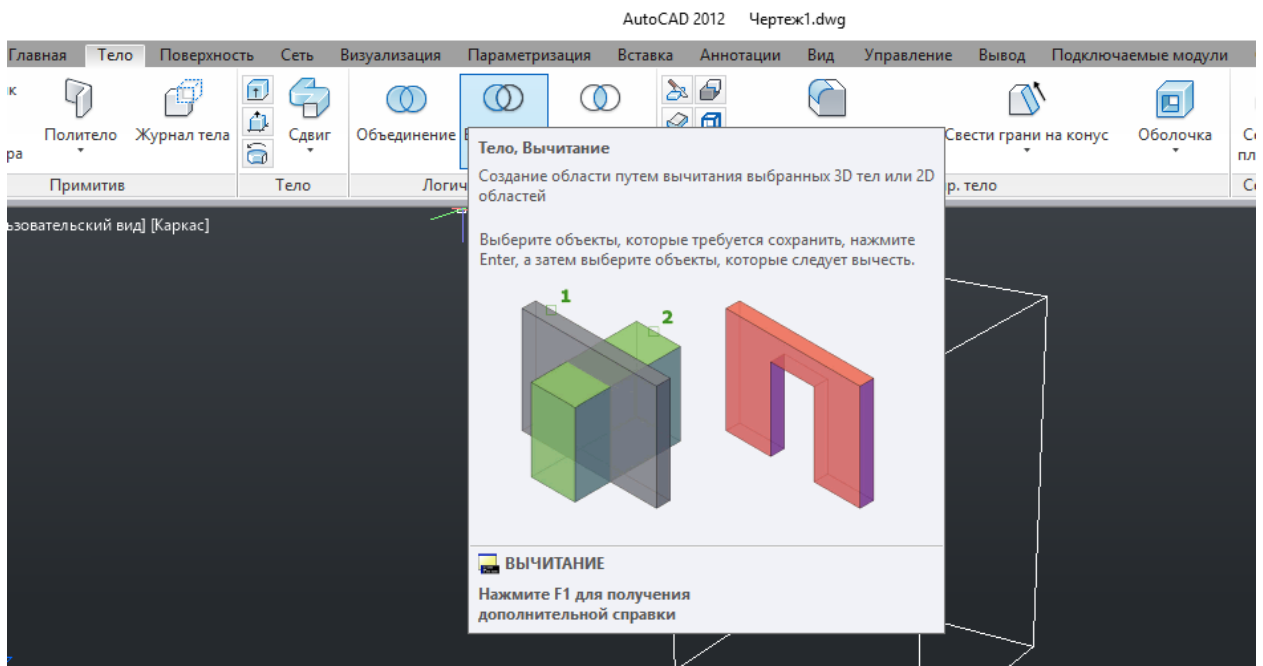 AutoCAD 2012 Чертеж1.dwg
Главная Тело Поверхность Сеть Визуализация Параметризация Вставка Аннотации Вид Управление Вывод Подключаемые модули
Политело Журнал тела Сдвиг Объединение Свести грани на конус Оболочка
Примитив Тело Логич р. тело
ьзовательский вид] [Каркас]
Тело, Вычитание
Создание области путем вычитания выбранных 3D тел или 2D
областей
Выберите объекты, которые требуется сохранить, нажмите
Enter, а затем выберите объекты, которые следует вычесть.
1
2
ВЫЧИТАНИЕ
Нажмите F1 для получения
дополнительной справки